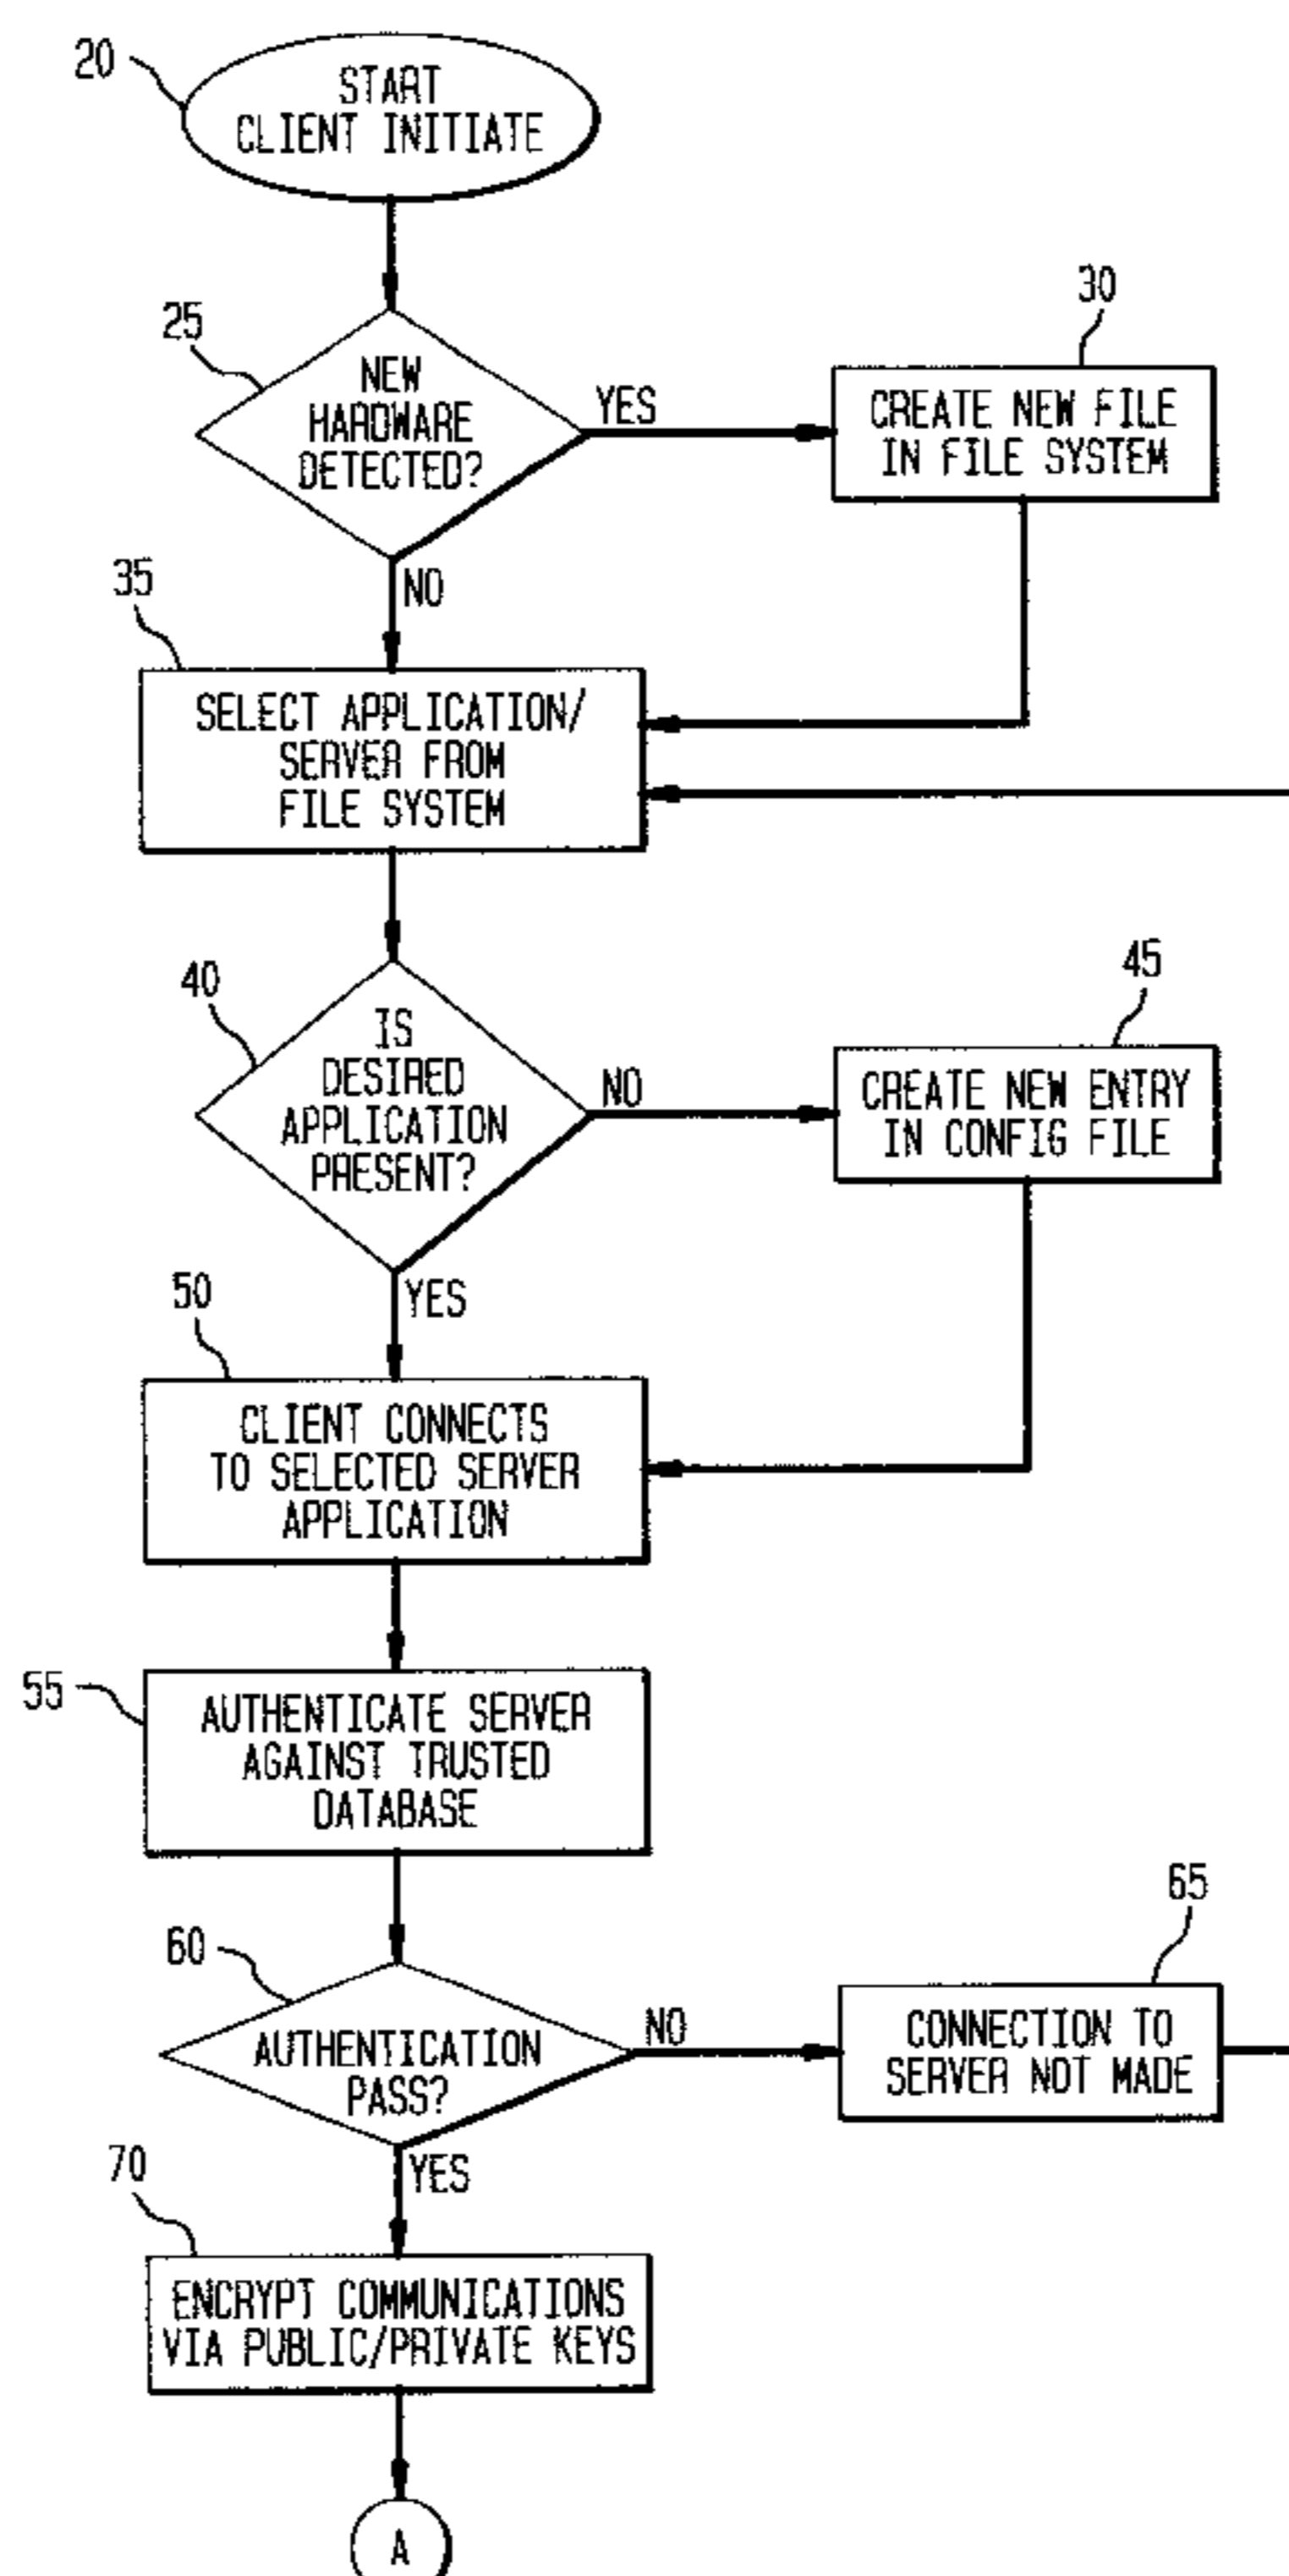 20
START
CLIENT INITIATE
25
NEW
HARDWARE
DETECTED?
YES
30
CREATE NEW FILE
IN FILE SYSTEM
NO
35
SELECT APPLICATION/
SERVER FROM
FILE SYSTEM
40
IS
DESIRED
APPLICATION
PRESENT?
NO
45
CREATE NEW ENTRY
IN CONFIG FILE
YES
50
CLIENT CONNECTS
TO SELECTED SERVER
APPLICATION
55
AUTHENTICATE SERVER
AGAINST TRUSTED
DATABASE
60
AUTHENTICATION
PASS?
NO
65
CONNECTION TO
SERVER NOT MADE
YES
70
ENCRYPT COMMUNICATIONS
VIA PUBLIC/PRIVATE KEYS
A